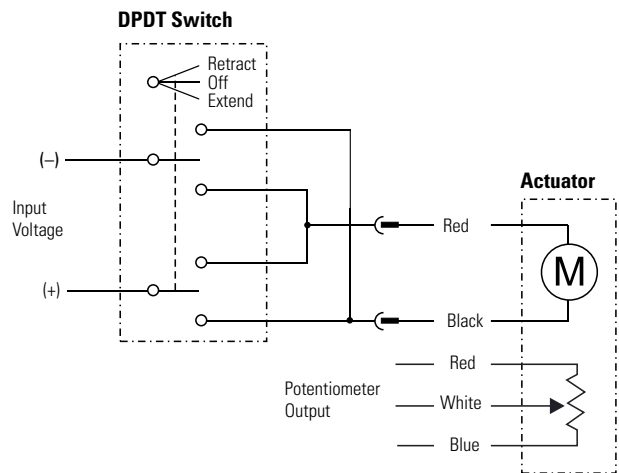 DPDT Switch
Retract
Off
Extend
(–)
Input
Voltage
(+)
Actuator
Red
M
Black
Red
Potentiometer
Output
White
Blue